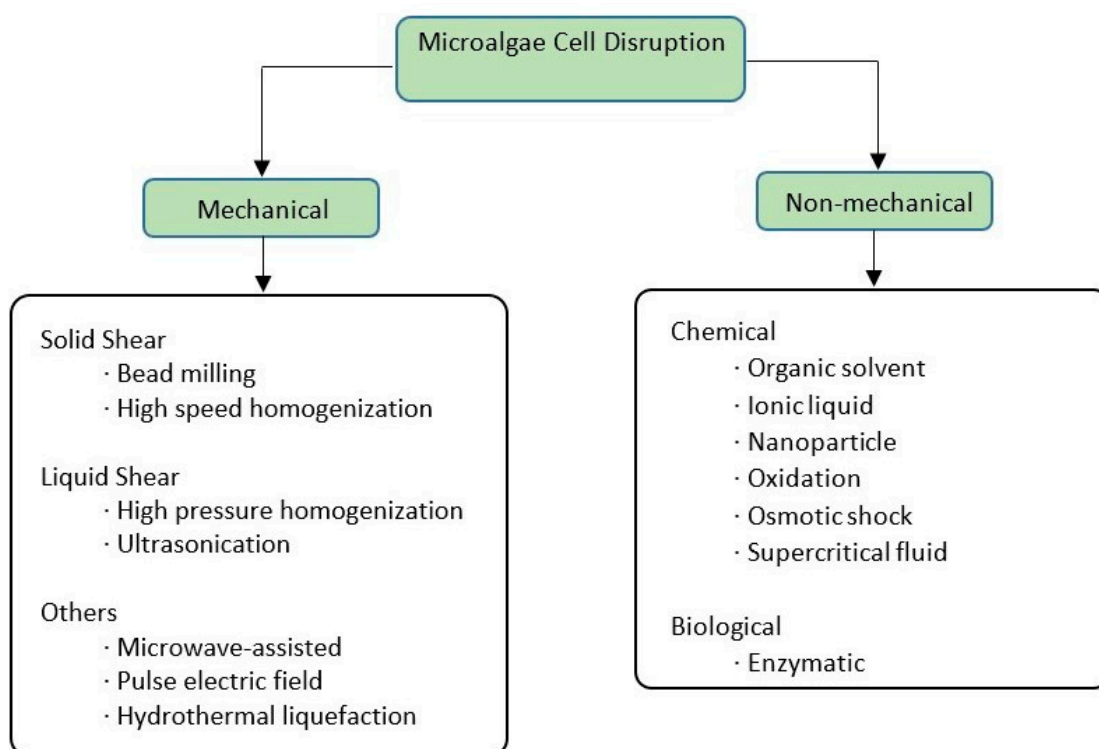 Microalgae Cell Disruption
Mechanical
Non-mechanical
Solid Shear
· Bead milling
· High speed homogenization
Liquid Shear
· High pressure homogenization
· Ultrasonication
Others
· Microwave-assisted
· Pulse electric field
· Hydrothermal liquefaction
Chemical
· Organic solvent
· Ionic liquid
· Nanoparticle
· Oxidation
· Osmotic shock
· Supercritical fluid
Biological
· Enzymatic